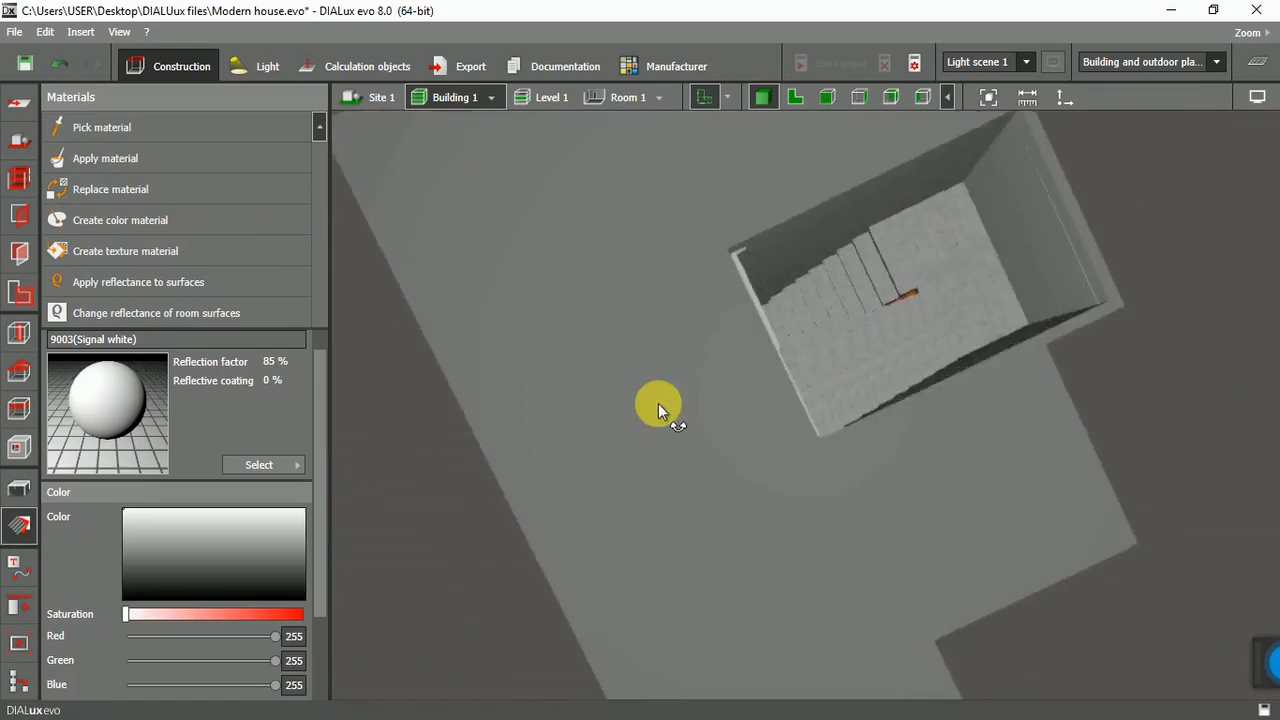 C:\Users\USER\Desktop\DIALUux files\Modern house.evo* - DIALux evo 8.0 (64-bit)
File Edit Insert View ?
Zoom
Construction Light Calculation objects Export Documentation Manufacturer
Light scene 1
Building and outdoor pla...
Materials
Site 1 Building 1 Level 1 Room 1
Pick material
Apply material
Replace material
Create color material
Create texture material
Apply reflectance to surfaces
Change reflectance of room surfaces
9003(Signal white)
Reflection factor 85 %
Reflective coating 0 %
Select
Color
Color
Saturation
Red 255
Green 255
Blue 255
DIALux evo